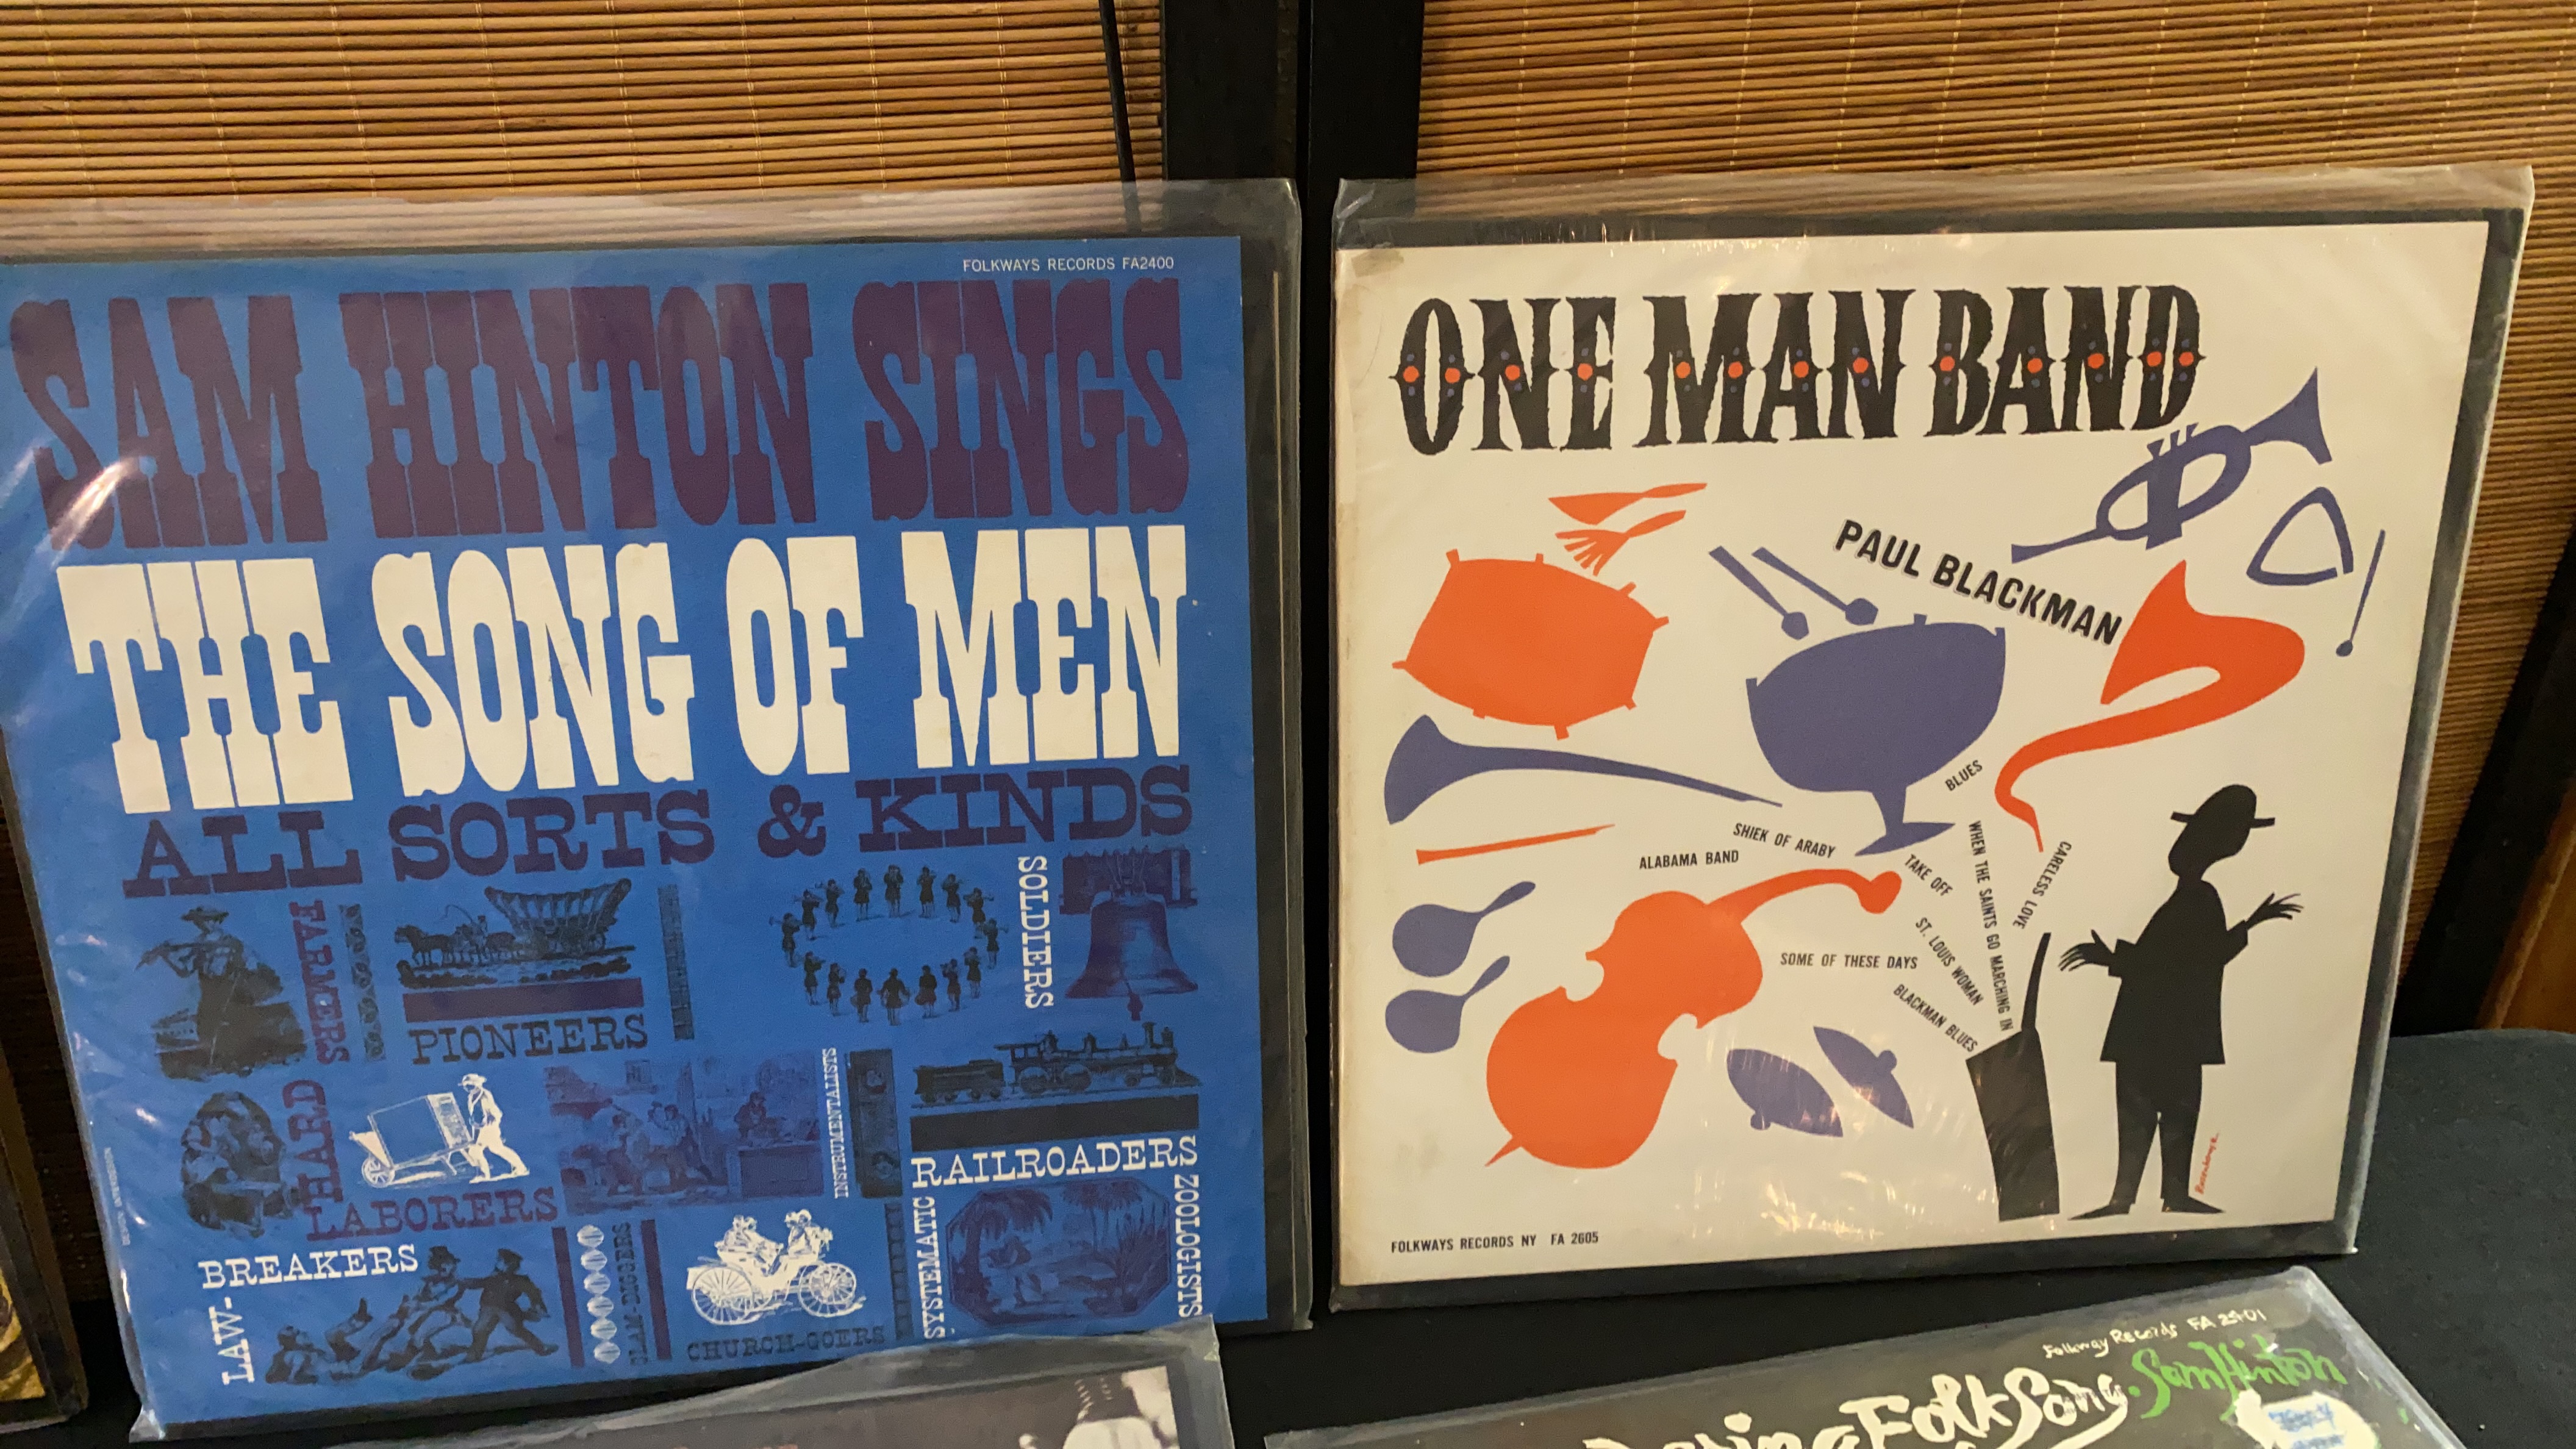 FOLKWAYS RECORDS FA2400
SAM HINTON SINGS
THE SONG OF MEN
ALL SORTS & KINDS
FARMERS
PIONEERS
SOLDIERS
HARD
LABORERS
INSTRUMENTALISTS
RAILROADERS
LAW-
BREAKERS
CLAM-DIGGERS
CHURCH-GOERS
SYSTEMATIC
ZOOLOGISTS
ONE MAN BAND
PAUL BLACKMAN
BLUES
SHIEK OF ARABY
ALABAMA BAND
TAKE OFF
WHEN THE SAINTS GO MARCHING IN
CARELESS LOVE
ST. LOUIS WOMAN
SOME OF THESE DAYS
BLACKMAN BLUES
FOLKWAYS RECORDS NY FA 2605
Folkway Records FA 2401
Sam Hinton
Folk Song